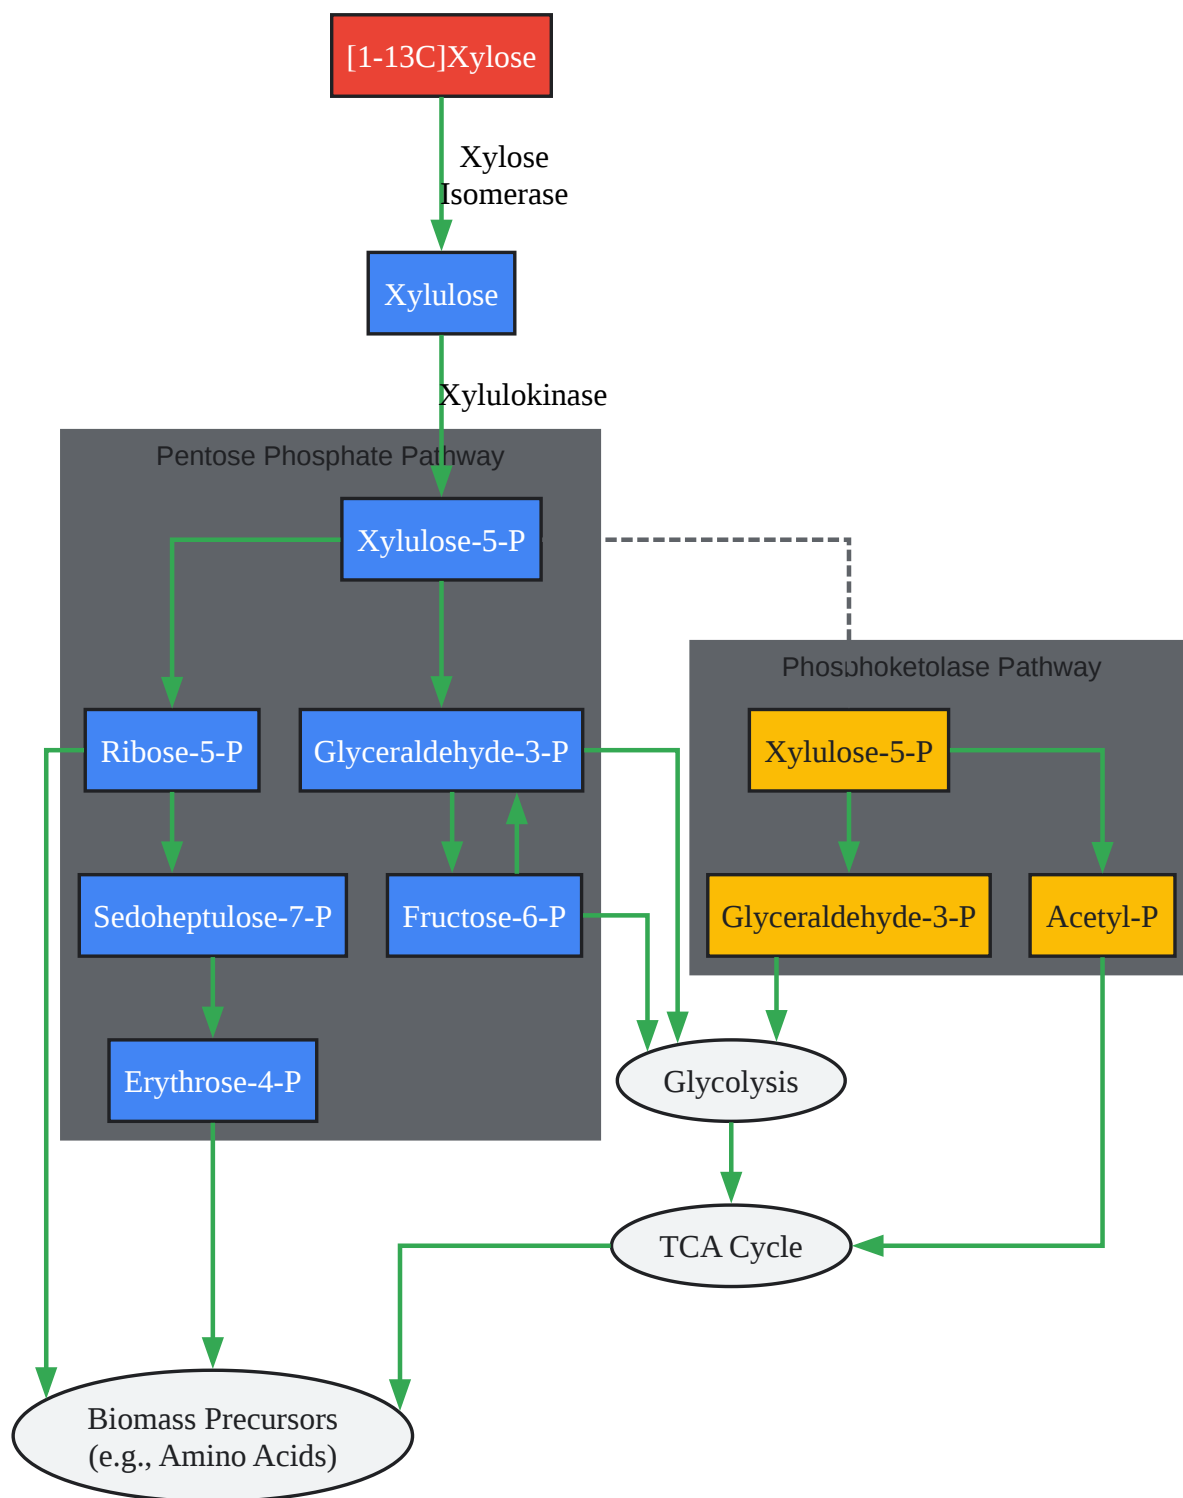 [1-13C]Xylose
Xylose
Isomerase
Xylulose
Xylulokinase
Pentose Phosphate Pathway
Xylulose-5-P
Phosphoketolase Pathway
Ribose-5-P
Glyceraldehyde-3-P
Xylulose-5-P
Sedoheptulose-7-P
Fructose-6-P
Glyceraldehyde-3-P
Acetyl-P
Erythrose-4-P
Glycolysis
TCA Cycle
Biomass Precursors
(e.g., Amino Acids)